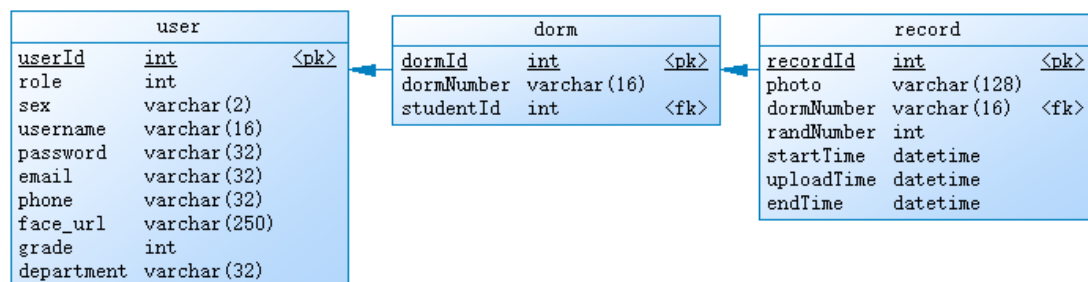 user
userId int <pk>
role int
sex varchar(2)
username varchar(16)
password varchar(32)
email varchar(32)
phone varchar(32)
face_url varchar(250)
grade int
department varchar(32)
dorm
dormId int <pk>
dormNumber varchar(16)
studentId int <fk>
record
recordId int <pk>
photo varchar(128)
dormNumber varchar(16) <fk>
randNumber int
startTime datetime
uploadTime datetime
endTime datetime